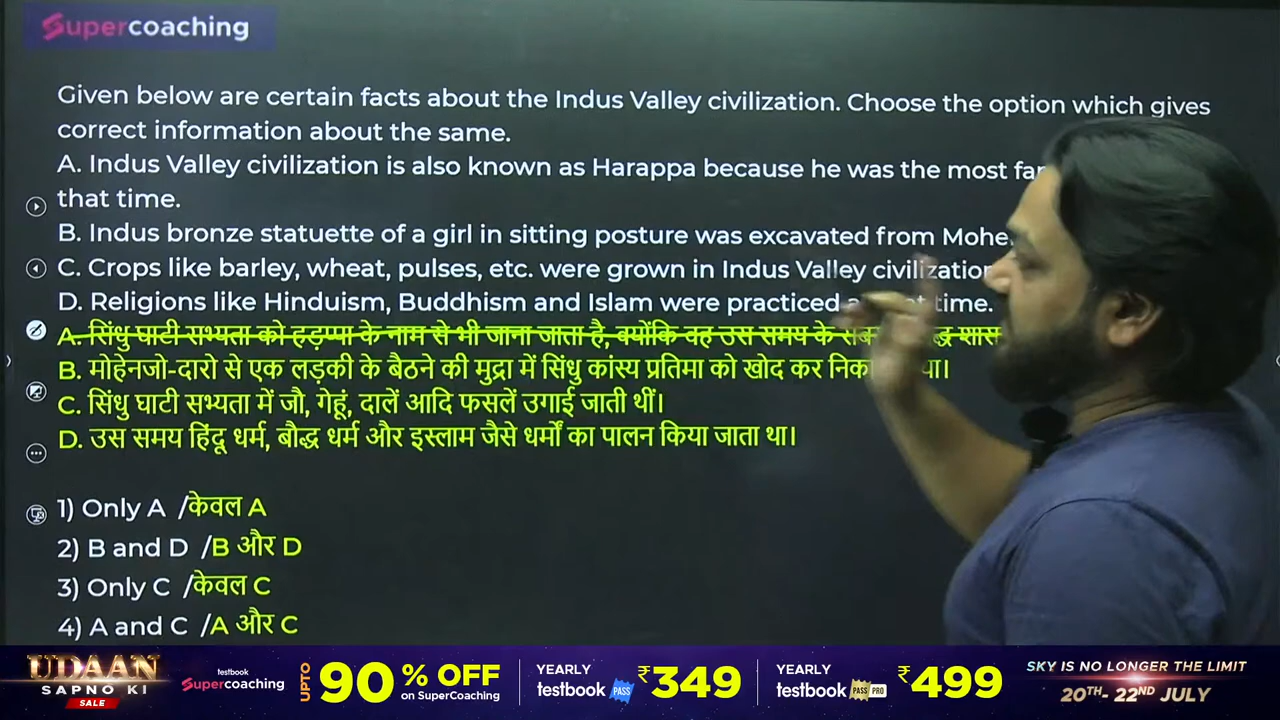 Supercoaching
Given below are certain facts about the Indus Valley civilization. Choose the option which gives
correct information about the same.
A. Indus Valley civilization is also known as Harappa because he was the most
that time.
B. Indus bronze statuette of a girl in sitting posture was excavated from
C. Crops like barley, wheat, pulses, etc. were grown in Indus Valley civilization
D. Religions like Hinduism, Buddhism and Islam were practiced time.
A. सिंधु घाटी सभ्यता को हड़प्पा के नाम से भी जाना जाता है, क्योंकि वह उस समय के
B. मोहेनजो-दारो से एक लड़की के बैठने की मुद्रा में सिंधु कांस्य प्रतिमा को खोद कर
C. सिंधु घाटी सभ्यता में जौ, गेहूं, दालें आदि फसलें उगाई जाती थीं।
D. उस समय हिंदू धर्म, बौद्ध धर्म और इस्लाम जैसे धर्मों का पालन किया जाता था।
1) Only A /केवल A
2) B and D /B और D
3) Only C /केवल C
4) A and C /A और C
UDAAN
SAPNO KI
SALE
testbook
Supercoaching
UPTO 90% OFF
on SuperCoaching
YEARLY
testbook PASS
₹349
YEARLY
testbook PASS PRO
₹499
SKY IS NO LONGER THE LIMIT
20TH- 22ND JULY